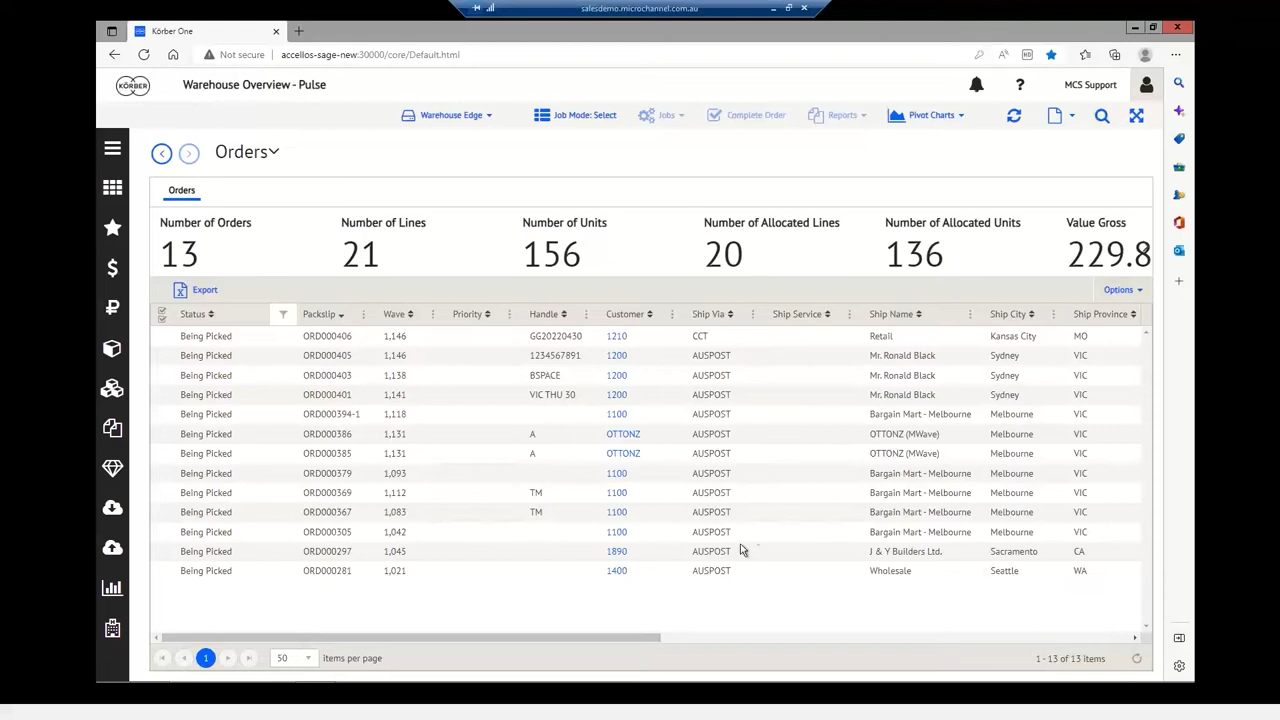 salesdemo.microchannel.com.au
Körber One
Not secure accellos-sage-new:30000/core/Default.html
KÖRBER Warehouse Overview - Pulse ? MCS Support
Warehouse Edge Job Mode: Select Jobs Complete Order Reports Pivot Charts
Orders
Orders
Number of Orders Number of Lines Number of Units Number of Allocated Lines Number of Allocated Units Value Gross
13 21 156 20 136 229.8
Export Options
Status Packslip Wave Priority Handle Customer Ship Via Ship Service Ship Name Ship City Ship Province
Being Picked ORD000406 1,146 GG20220430 1210 CCT Retail Kansas City MO
Being Picked ORD000405 1,146 1234567891 1200 AUSPOST Mr. Ronald Black Sydney VIC
Being Picked ORD000403 1,138 BSPACE 1200 AUSPOST Mr. Ronald Black Sydney VIC
Being Picked ORD000401 1,141 VIC THU 30 1200 AUSPOST Mr. Ronald Black Sydney VIC
Being Picked ORD000394-1 1,118 1100 AUSPOST Bargain Mart - Melbourne Melbourne VIC
Being Picked ORD000386 1,131 A OTTONZ AUSPOST OTTONZ (MWave) Melbourne VIC
Being Picked ORD000385 1,131 A OTTONZ AUSPOST OTTONZ (MWave) Melbourne VIC
Being Picked ORD000379 1,093 1100 AUSPOST Bargain Mart - Melbourne Melbourne VIC
Being Picked ORD000369 1,112 TM 1100 AUSPOST Bargain Mart - Melbourne Melbourne VIC
Being Picked ORD000367 1,083 TM 1100 AUSPOST Bargain Mart - Melbourne Melbourne VIC
Being Picked ORD000305 1,042 1100 AUSPOST Bargain Mart - Melbourne Melbourne VIC
Being Picked ORD000297 1,045 1890 AUSPOST J & Y Builders Ltd. Sacramento CA
Being Picked ORD000281 1,021 1400 AUSPOST Wholesale Seattle WA
1 50 items per page 1 - 13 of 13 items